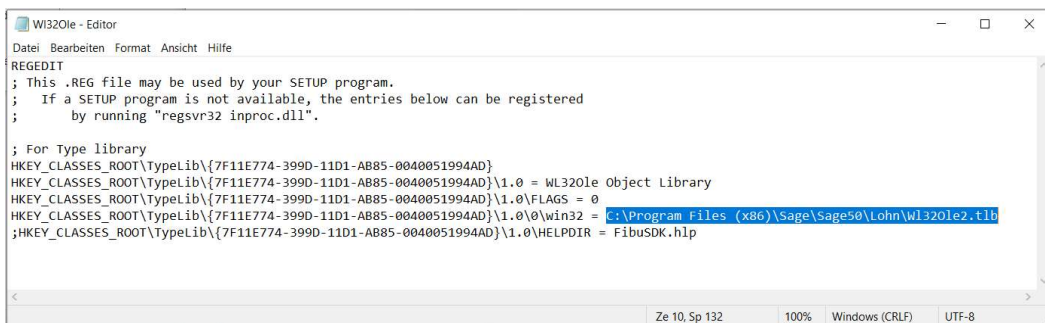 Wl32Ole - Editor
Datei Bearbeiten Format Ansicht Hilfe
REGEDIT
; This .REG file may be used by your SETUP program.
;   If a SETUP program is not available, the entries below can be registered
;       by running "regsvr32 inproc.dll".
; For Type library
HKEY_CLASSES_ROOT\TypeLib\{7F11E774-399D-11D1-AB85-0040051994AD}
HKEY_CLASSES_ROOT\TypeLib\{7F11E774-399D-11D1-AB85-0040051994AD}\1.0 = WL32Ole Object Library
HKEY_CLASSES_ROOT\TypeLib\{7F11E774-399D-11D1-AB85-0040051994AD}\1.0\FLAGS = 0
HKEY_CLASSES_ROOT\TypeLib\{7F11E774-399D-11D1-AB85-0040051994AD}\1.0\0\win32 = C:\Program Files (x86)\Sage\Sage50\Lohn\Wl32Ole2.tlb
;HKEY_CLASSES_ROOT\TypeLib\{7F11E774-399D-11D1-AB85-0040051994AD}\1.0\HELPDIR = FibuSDK.hlp
Ze 10, Sp 132 100% Windows (CRLF) UTF-8